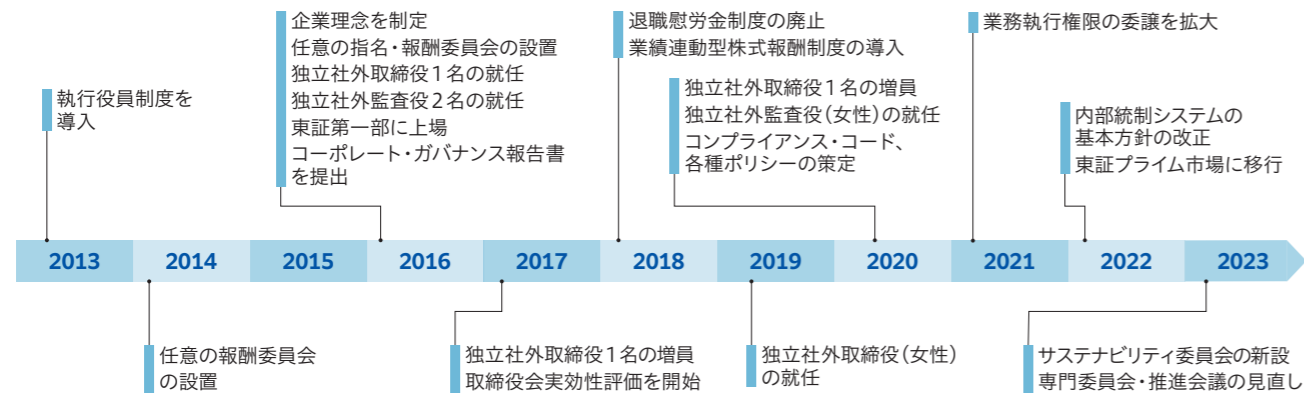 執行役員制度を
導入
企業理念を制定
任意の指名・報酬委員会の設置
独立社外取締役1名の就任
独立社外監査役2名の就任
東証第一部に上場
コーポレート・ガバナンス報告書
を提出
退職慰労金制度の廃止
業績連動型株式報酬制度の導入
独立社外取締役1名の増員
独立社外監査役(女性)の就任
コンプライアンス・コード、
各種ポリシーの策定
業務執行権限の委譲を拡大
内部統制システムの
基本方針の改正
東証プライム市場に移行
2013 2014 2015 2016 2017 2018 2019 2020 2021 2022 2023
任意の報酬委員会
の設置
独立社外取締役1名の増員
取締役会実効性評価を開始
独立社外取締役(女性)
の就任
サステナビリティ委員会の新設
専門委員会・推進会議の見直し